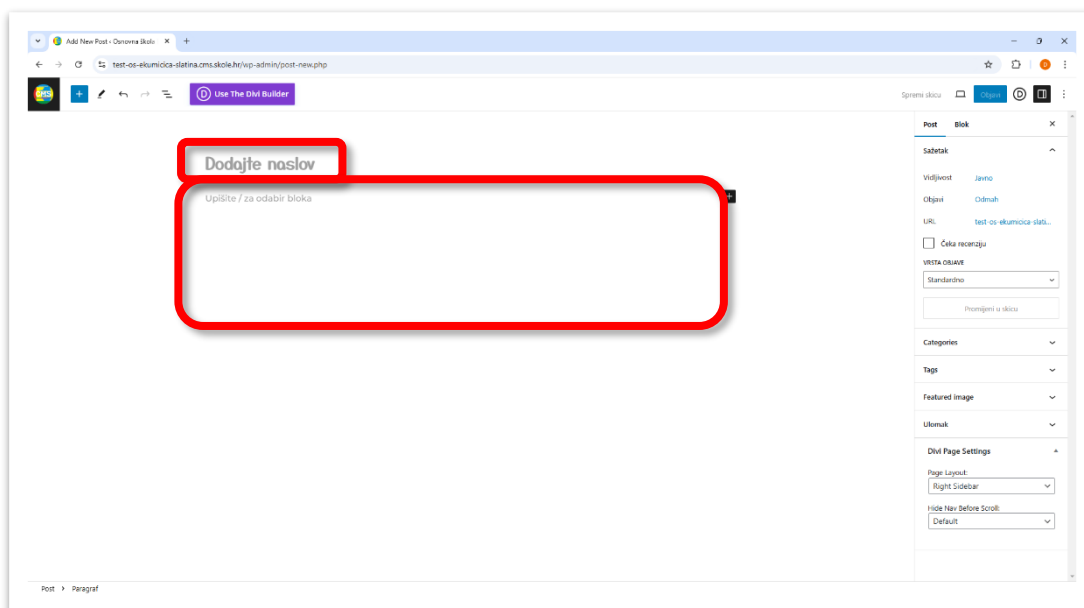 Add New Post ‹ Osnovna škola
test-os-ekumicica-slatina.cms.skole.hr/wp-admin/post-new.php
CMS
D Use The Divi Builder
Spremi skicu
Objavi
D
Post Blok
Dodajte naslov
Upišite / za odabir bloka
Sažetak
Vidljivost Javno
Objavi Odmah
URL test-os-ekumicica-slati...
Čeka recenziju
VRSTA OBJAVE
Standardno
Promijeni u skicu
Categories
Tags
Featured image
Ulomak
Divi Page Settings
Page Layout:
Right Sidebar
Hide Nav Before Scroll:
Default
Post › Paragraf